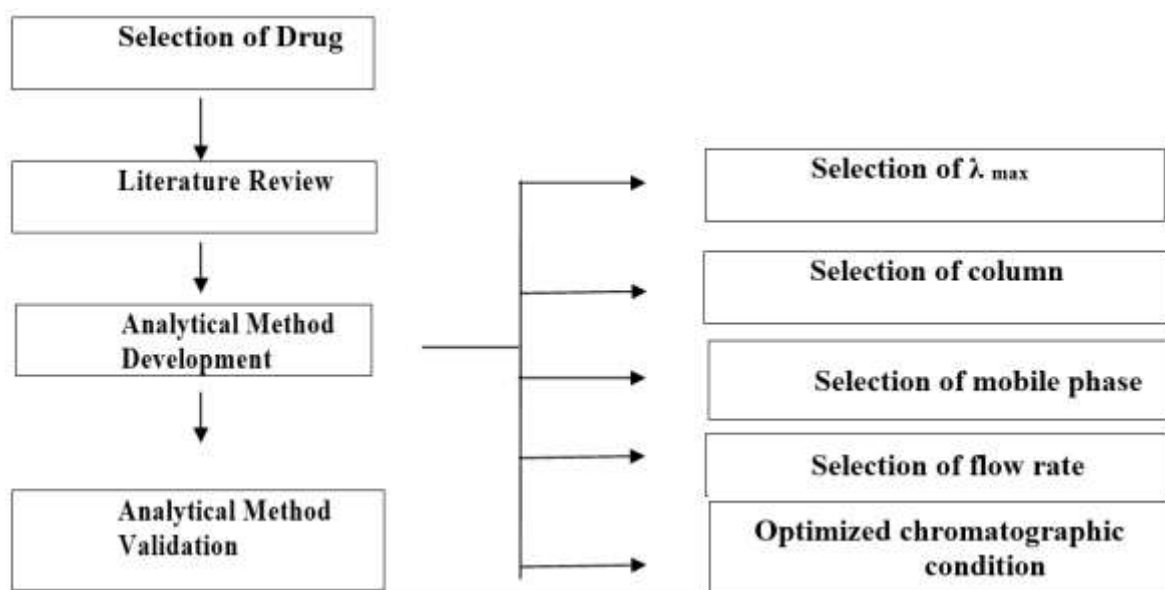 Selection of Drug
Literature Review
Analytical Method
Development
Analytical Method
Validation
Selection of λ max
Selection of column
Selection of mobile phase
Selection of flow rate
Optimized chromatographic
condition